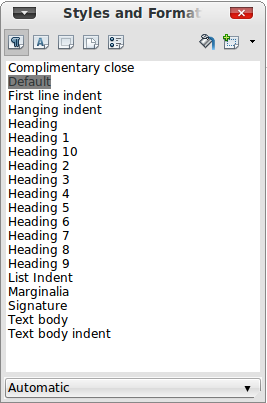 Styles and Format
Complimentary close
Default
First line indent
Hanging indent
Heading
Heading 1
Heading 10
Heading 2
Heading 3
Heading 4
Heading 5
Heading 6
Heading 7
Heading 8
Heading 9
List Indent
Marginalia
Signature
Text body
Text body indent
Automatic